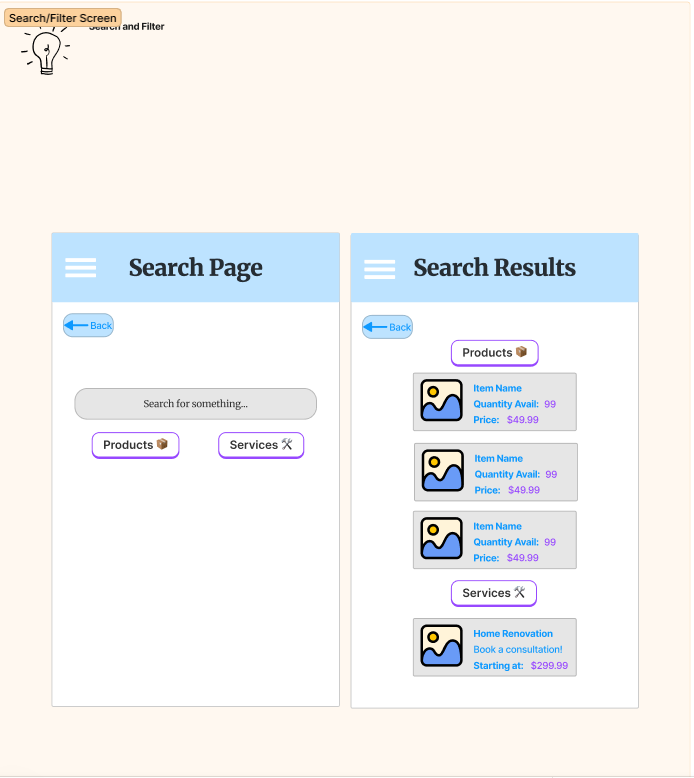 Search/Filter Screen
Search and Filter
Search Page
Back
Search for something...
Products 📦
Services 🛠
Search Results
Back
Products 📦
Item Name
Quantity Avail: 99
Price: $49.99
Item Name
Quantity Avail: 99
Price: $49.99
Item Name
Quantity Avail: 99
Price: $49.99
Services 🛠
Home Renovation
Book a consultation!
Starting at: $299.99